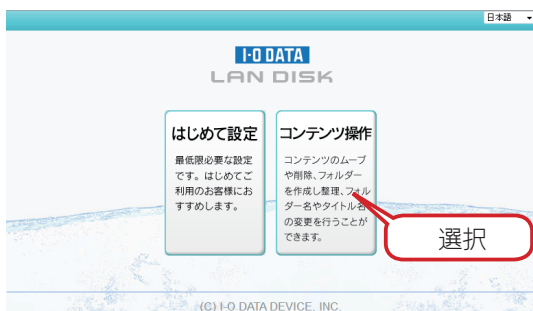 日本語
I-O DATA
LAN DISK
はじめて設定
最低限必要な設定
です。はじめてご
利用のお客様にお
すすめします。
コンテンツ操作
コンテンツのムーブ
や削除、フォルダー
を作成し整理、フォル
ダー名やタイトル名
の変更を行うことが
できます。
選択
(C) I-O DATA DEVICE, INC.